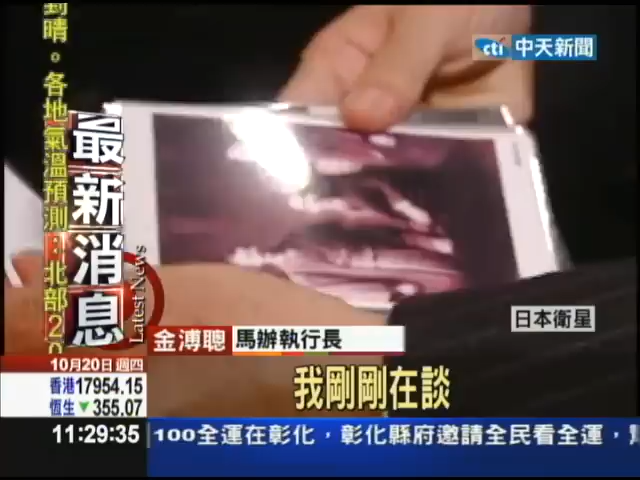 cti 中天新聞
晴。各地氣溫預測:北部2
最新消息
Latest News
日本衛星
金溥聰 馬辦執行長
10月20日週四
香港17954.15
恆生▼355.07
我剛剛在談
11:29:35
100全運在彰化，彰化縣府邀請全民看全運，